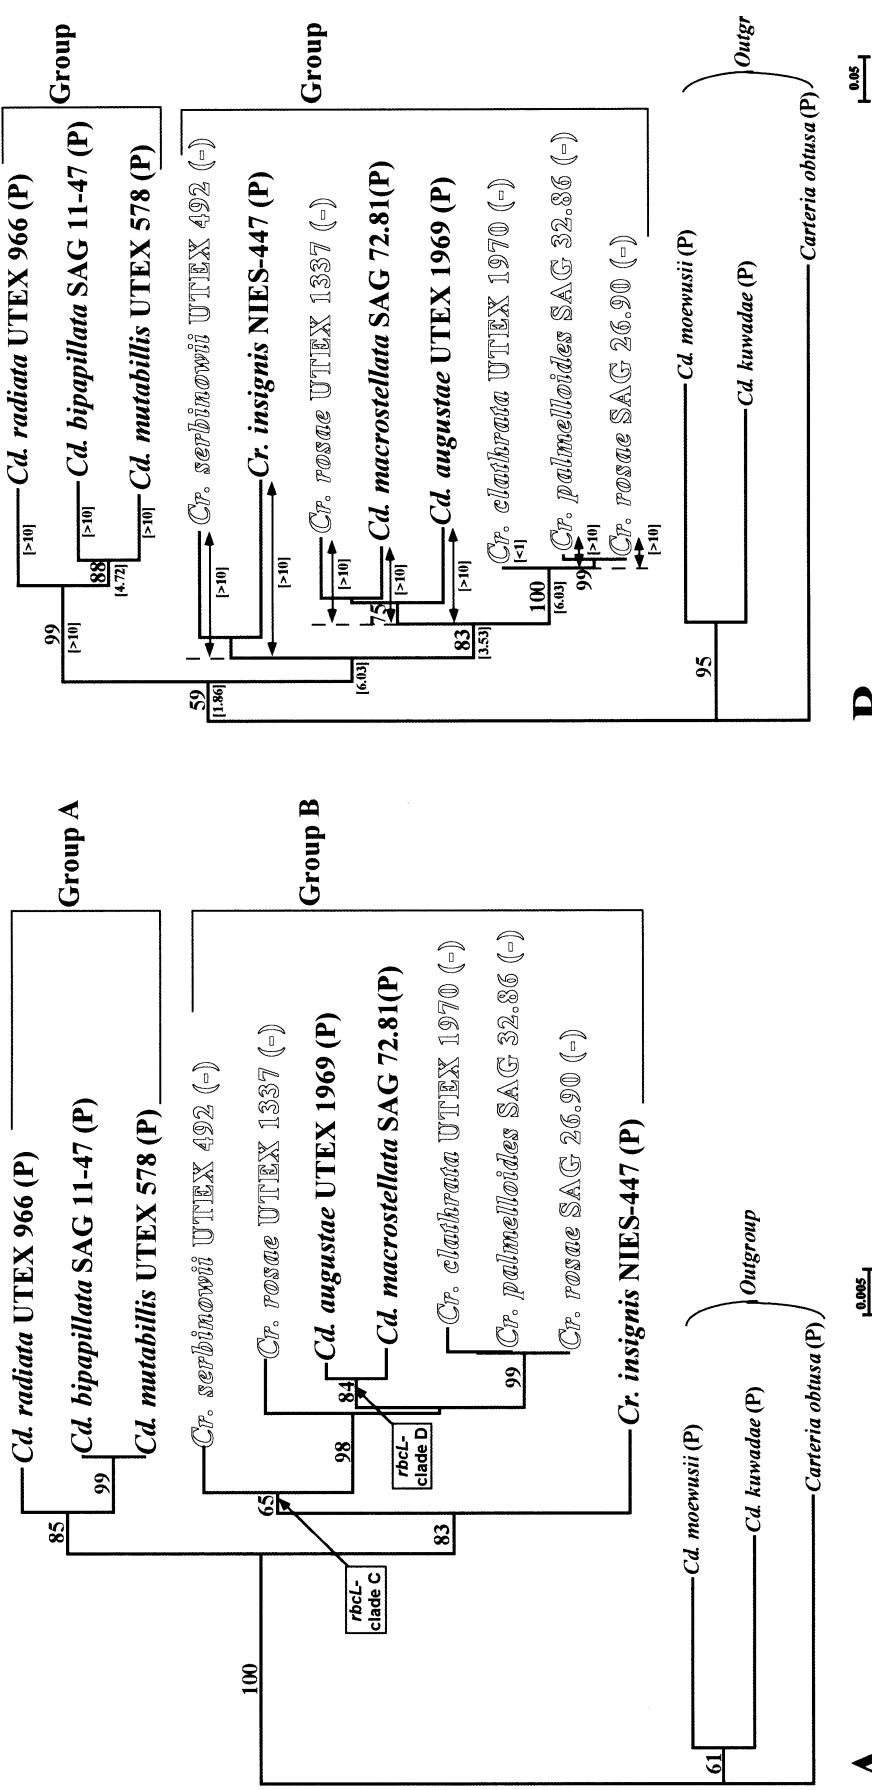 Cd. radiata UTEX 966 (P)
Cd. bipapillata SAG 11-47 (P)
Cd. mutabillis UTEX 578 (P)
Group A
85
99
Cr. serbinowii UTEX 492 (-)
Cr. rosae UTEX 1337 (-)
Cd. augustae UTEX 1969 (P)
Cd. macrostellata SAG 72.81(P)
Cr. clathrata UTEX 1970 (-)
Cr. palmelloides SAG 32.86 (-)
Cr. rosae SAG 26.90 (-)
Cr. insignis NIES-447 (P)
Group B
65
98
84
99
83
100
rbcL-
clade C
rbcL-
clade D
Cd. moewusii (P)
Cd. kuwadae (P)
Carteria obtusa (P)
Outgroup
61
0.005
A
Cd. radiata UTEX 966 (P)
Cd. bipapillata SAG 11-47 (P)
Cd. mutabillis UTEX 578 (P)
Group
[>10]
[>10]
[>10]
99
[>10]
88
[4.72]
Cr. serbinowii UTEX 492 (-)
Cr. insignis NIES-447 (P)
Cr. rosae UTEX 1337 (-)
Cd. macrostellata SAG 72.81(P)
Cd. augustae UTEX 1969 (P)
Cr. clathrata UTEX 1970 (-)
Cr. palmelloides SAG 32.86 (-)
Cr. rosae SAG 26.90 (-)
Group
[>10]
[>10]
[>10]
[>10]
[>10]
[<1]
[>10]
[>10]
59
[1.86]
[6.03]
75
83
[3.53]
100
[6.03]
99
Cd. moewusii (P)
Cd. kuwadae (P)
Carteria obtusa (P)
Outgr
95
0.05